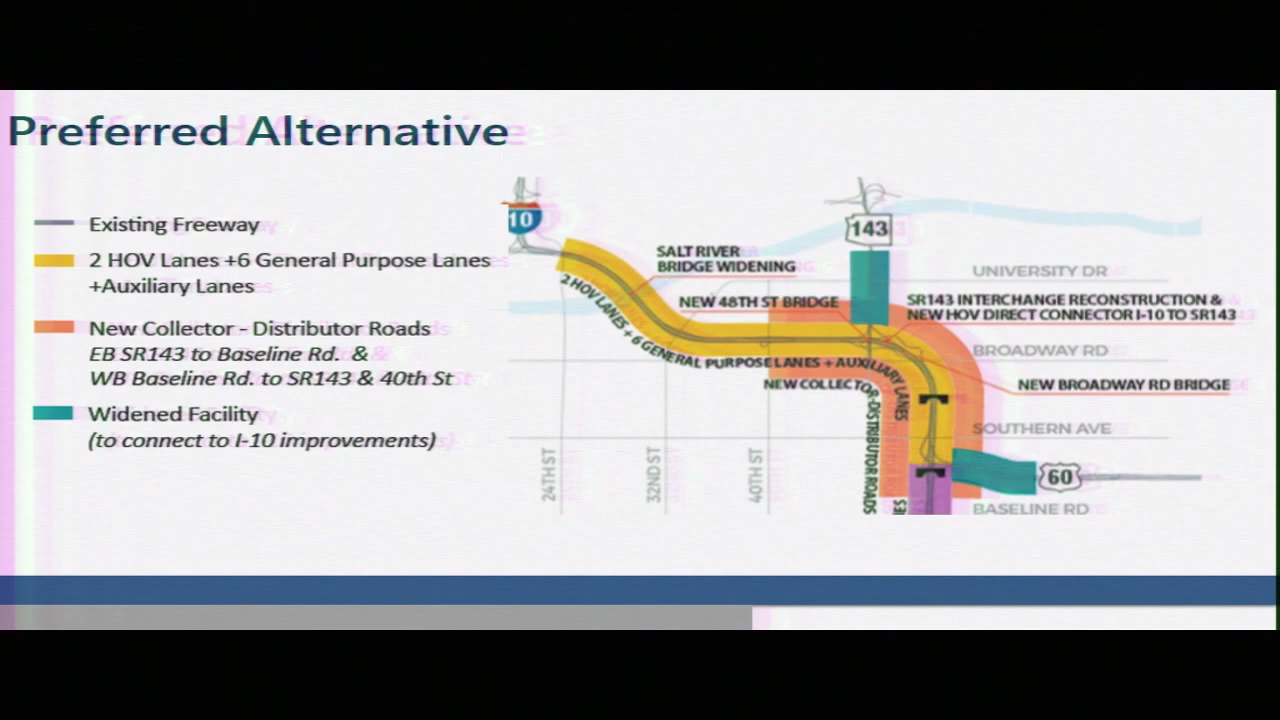 Preferred Alternative
Existing Freeway
2 HOV Lanes +6 General Purpose Lanes
+Auxiliary Lanes
New Collector - Distributor Roads
EB SR143 to Baseline Rd. &
WB Baseline Rd. to SR143 & 40th St
Widened Facility
(to connect to I-10 improvements)
10
143
SALT RIVER
BRIDGE WIDENING
UNIVERSITY DR
NEW 48TH ST BRIDGE
SR143 INTERCHANGE RECONSTRUCTION &
NEW HOV DIRECT CONNECTOR I-10 TO SR143
2 HOV LANES + 6 GENERAL PURPOSE LANES + AUXILIARY LANES
BROADWAY RD
NEW COLLECTOR-DISTRIBUTOR ROADS
NEW BROADWAY RD BRIDGE
SOUTHERN AVE
24TH ST
32ND ST
40TH ST
60
BASELINE RD